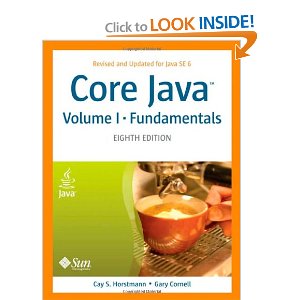 Click to LOOK INSIDE!
Revised and Updated for Java SE 6
Core Java™
Volume I • Fundamentals
EIGHTH EDITION
Java™
Sun
Cay S. Horstmann • Gary Cornell